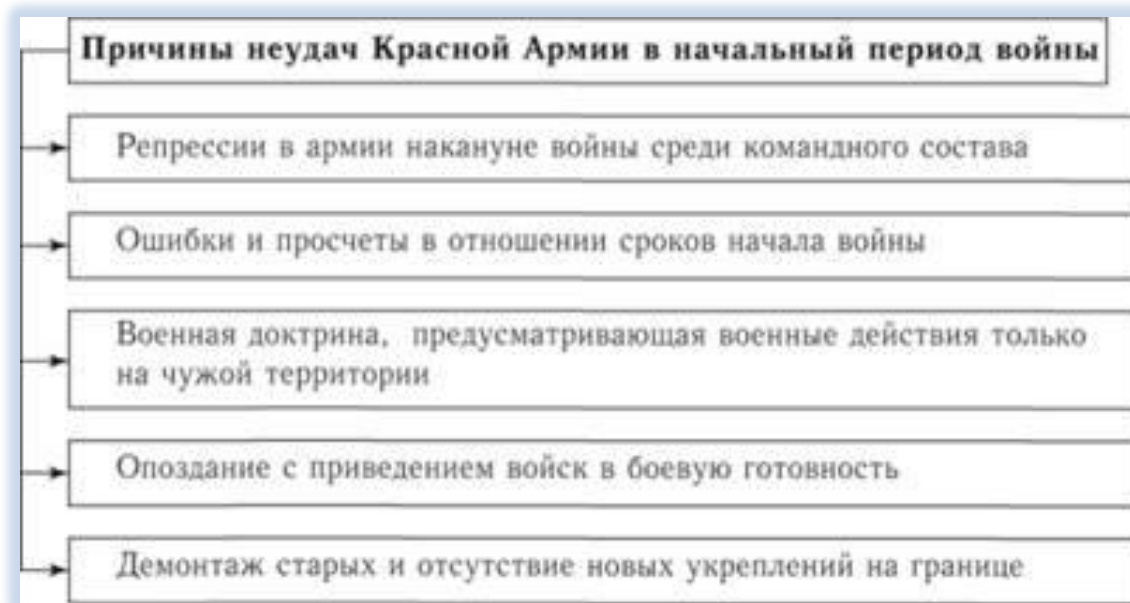 Причины неудач Красной Армии в начальный период войны
Репрессии в армии накануне войны среди командного состава
Ошибки и просчеты в отношении сроков начала войны
Военная доктрина, предусматривающая военные действия только
на чужой территории
Опоздание с приведением войск в боевую готовность
Демонтаж старых и отсутствие новых укреплений на границе